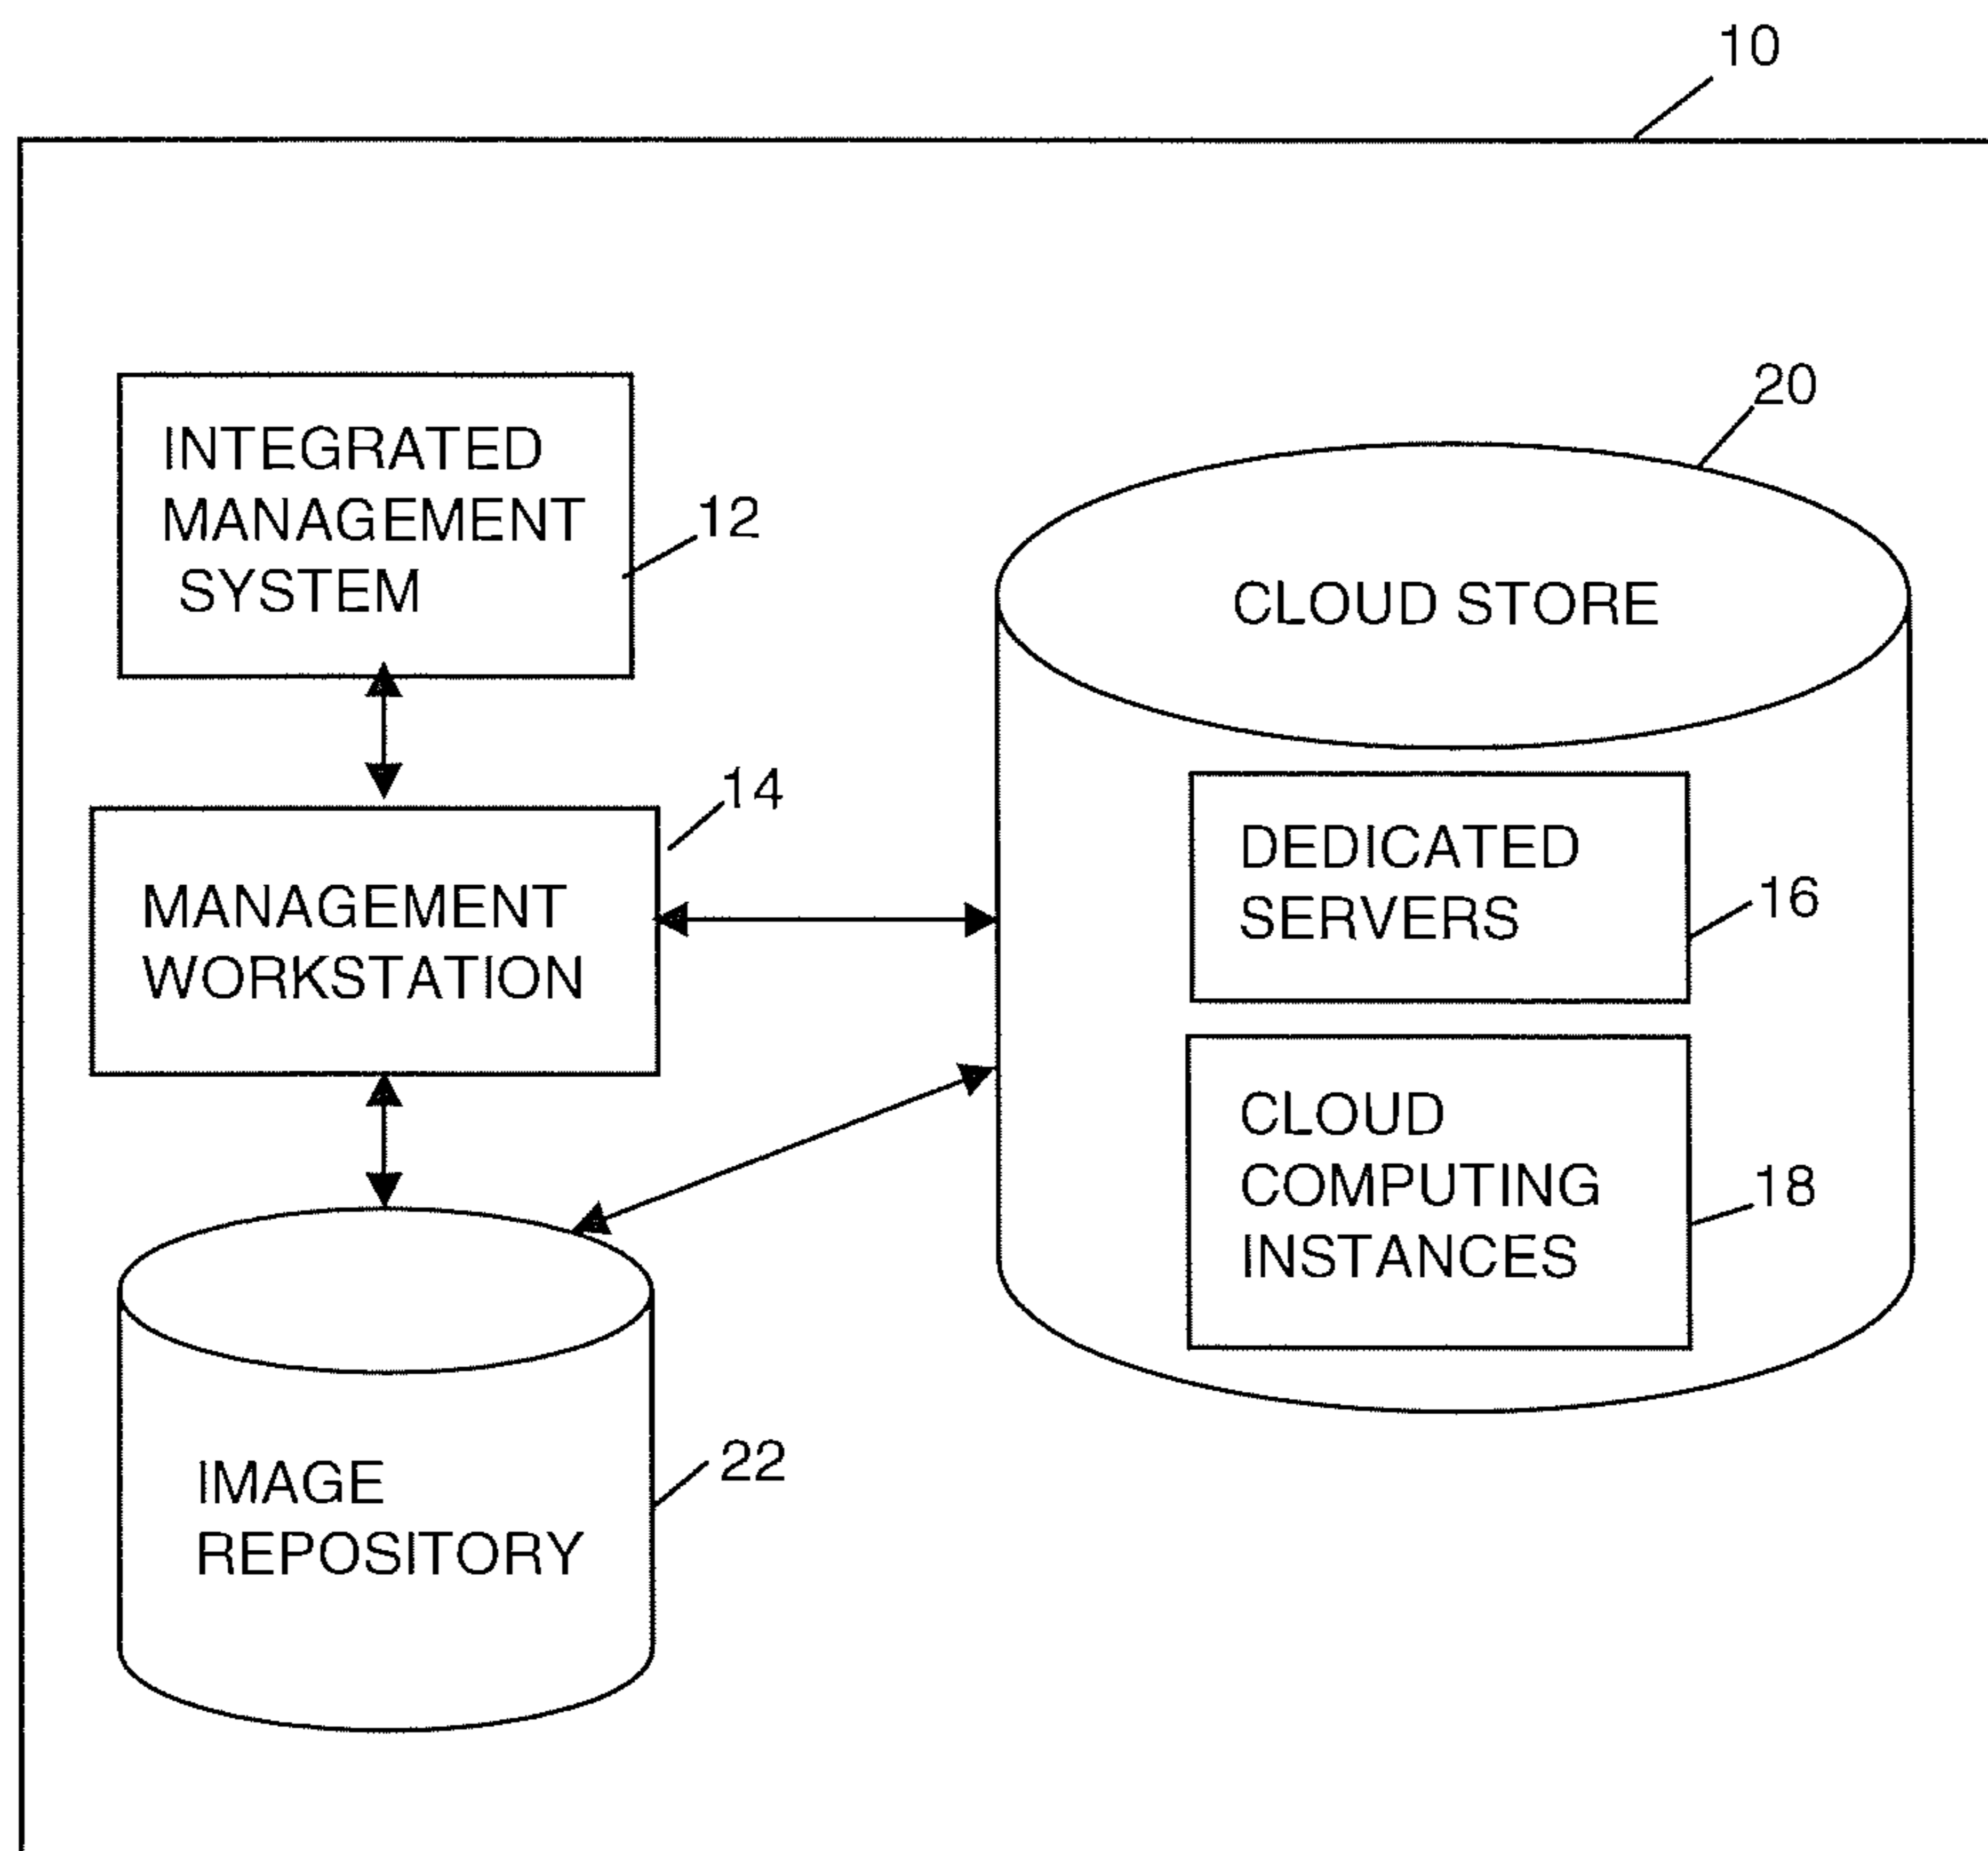 10
INTEGRATED
MANAGEMENT
SYSTEM
12
20
CLOUD STORE
14
MANAGEMENT
WORKSTATION
DEDICATED
SERVERS
16
CLOUD
COMPUTING
INSTANCES
18
IMAGE
REPOSITORY
22